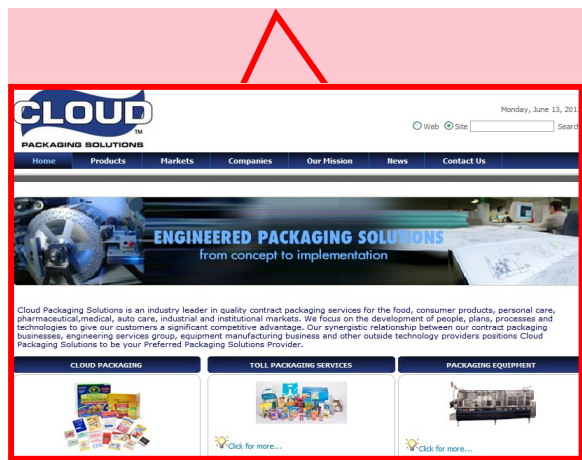 CLOUD
TM
PACKAGING SOLUTIONS
Monday, June 13, 201
Web Site Search
Home Products Markets Companies Our Mission News Contact Us
ENGINEERED PACKAGING SOLUTIONS
from concept to implementation
Cloud Packaging Solutions is an industry leader in quality contract packaging services for the food, consumer products, personal care,
pharmaceutical,medical, auto care, industrial and institutional markets. We focus on the development of people, plans, processes and
technologies to give our customers a significant competitive advantage. Our synergistic relationship between our contract packaging
businesses, engineering services group, equipment manufacturing business and other outside technology providers positions Cloud
Packaging Solutions to be your Preferred Packaging Solutions Provider.
CLOUD PACKAGING TOLL PACKAGING SERVICES PACKAGING EQUIPMENT
Click for more... Click for more...